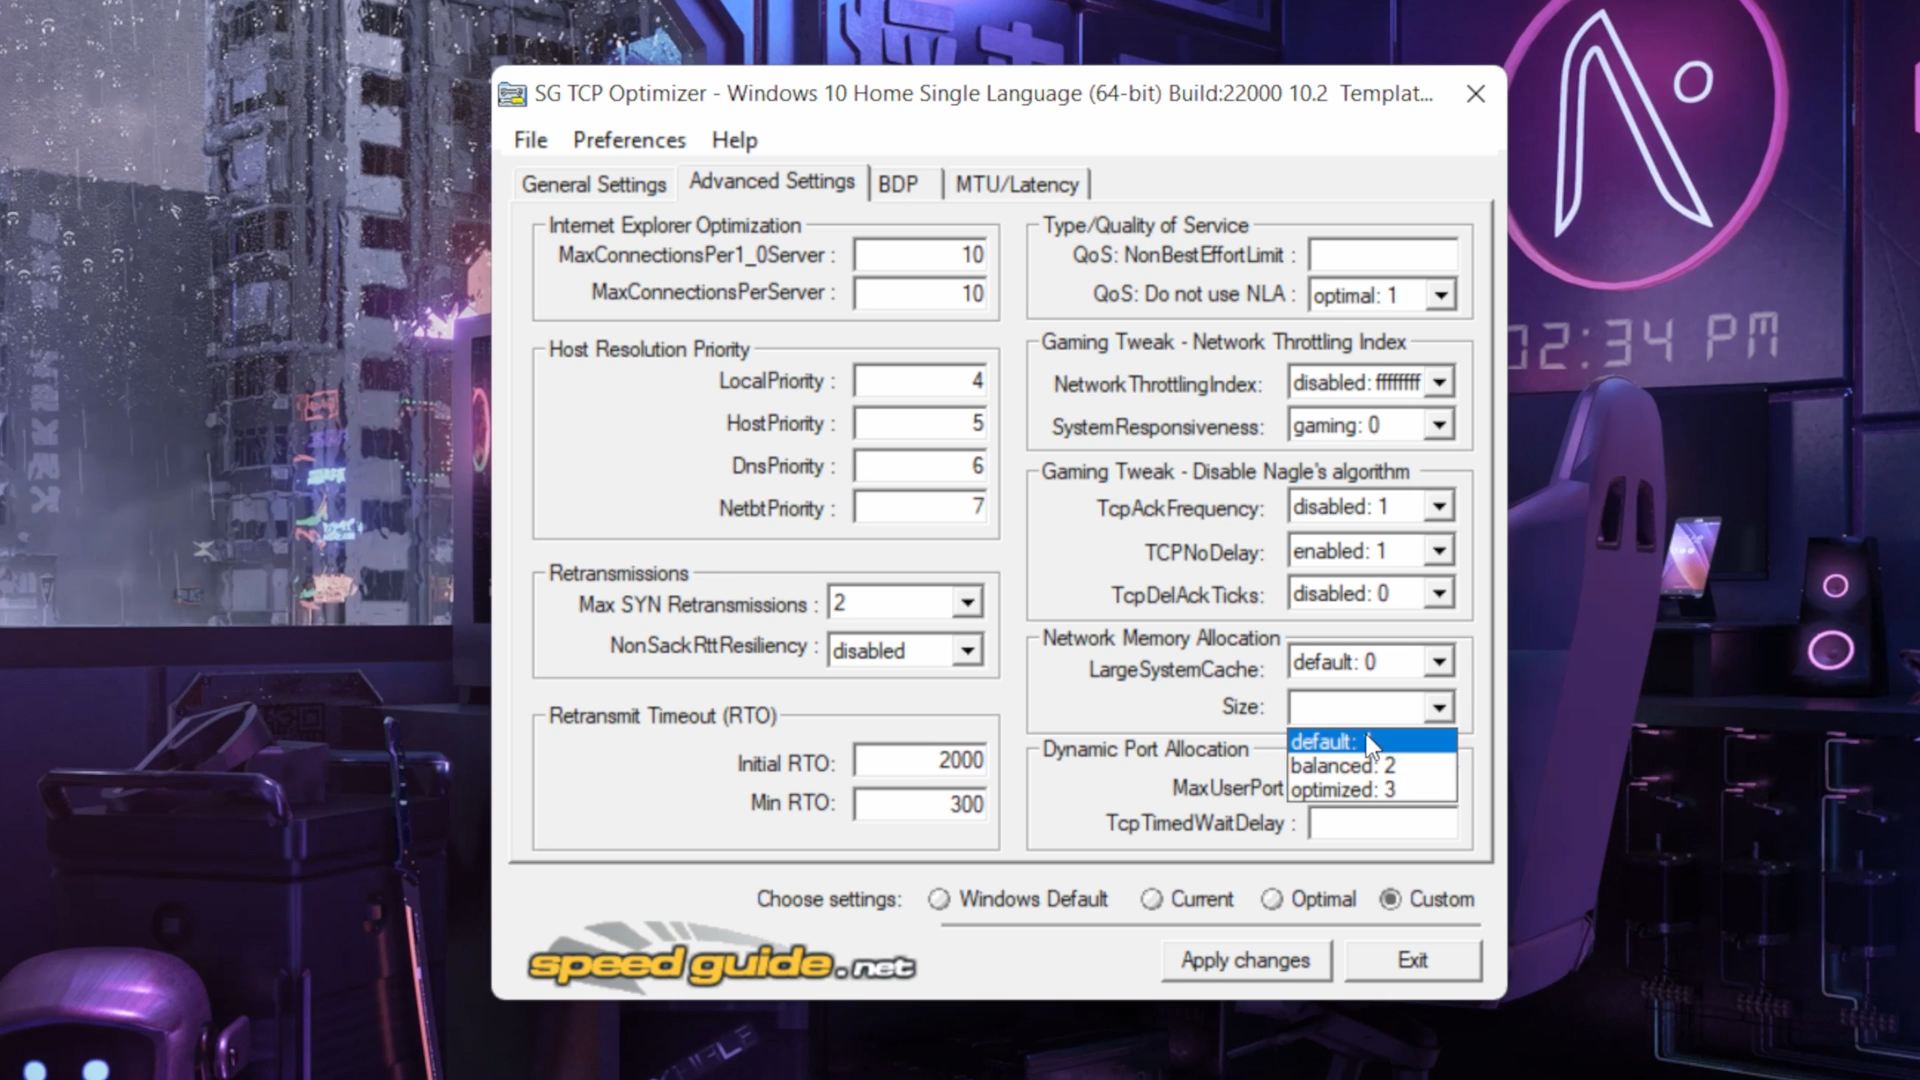 SG TCP Optimizer - Windows 10 Home Single Language (64-bit) Build:22000 10.2 Templat...
File Preferences Help
General Settings Advanced Settings BDP MTU/Latency
Internet Explorer Optimization
MaxConnectionsPer1_0Server : 10
MaxConnectionsPerServer : 10
Host Resolution Priority
LocalPriority : 4
HostPriority : 5
DnsPriority : 6
NetbtPriority : 7
Retransmissions
Max SYN Retransmissions : 2
NonSackRttResiliency : disabled
Retransmit Timeout (RTO)
Initial RTO: 2000
Min RTO: 300
Type/Quality of Service
QoS: NonBestEffortLimit :
QoS: Do not use NLA : optimal: 1
Gaming Tweak - Network Throttling Index
NetworkThrottlingIndex: disabled: ffffffff
SystemResponsiveness: gaming: 0
Gaming Tweak - Disable Nagle's algorithm
TcpAckFrequency: disabled: 1
TCPNoDelay: enabled: 1
TcpDelAckTicks: disabled: 0
Network Memory Allocation
LargeSystemCache: default: 0
Size:
default:
balanced: 2
optimized: 3
Dynamic Port Allocation
MaxUserPort
TcpTimedWaitDelay :
Choose settings: Windows Default Current Optimal Custom
speedguide.net
Apply changes Exit
02:34 PM